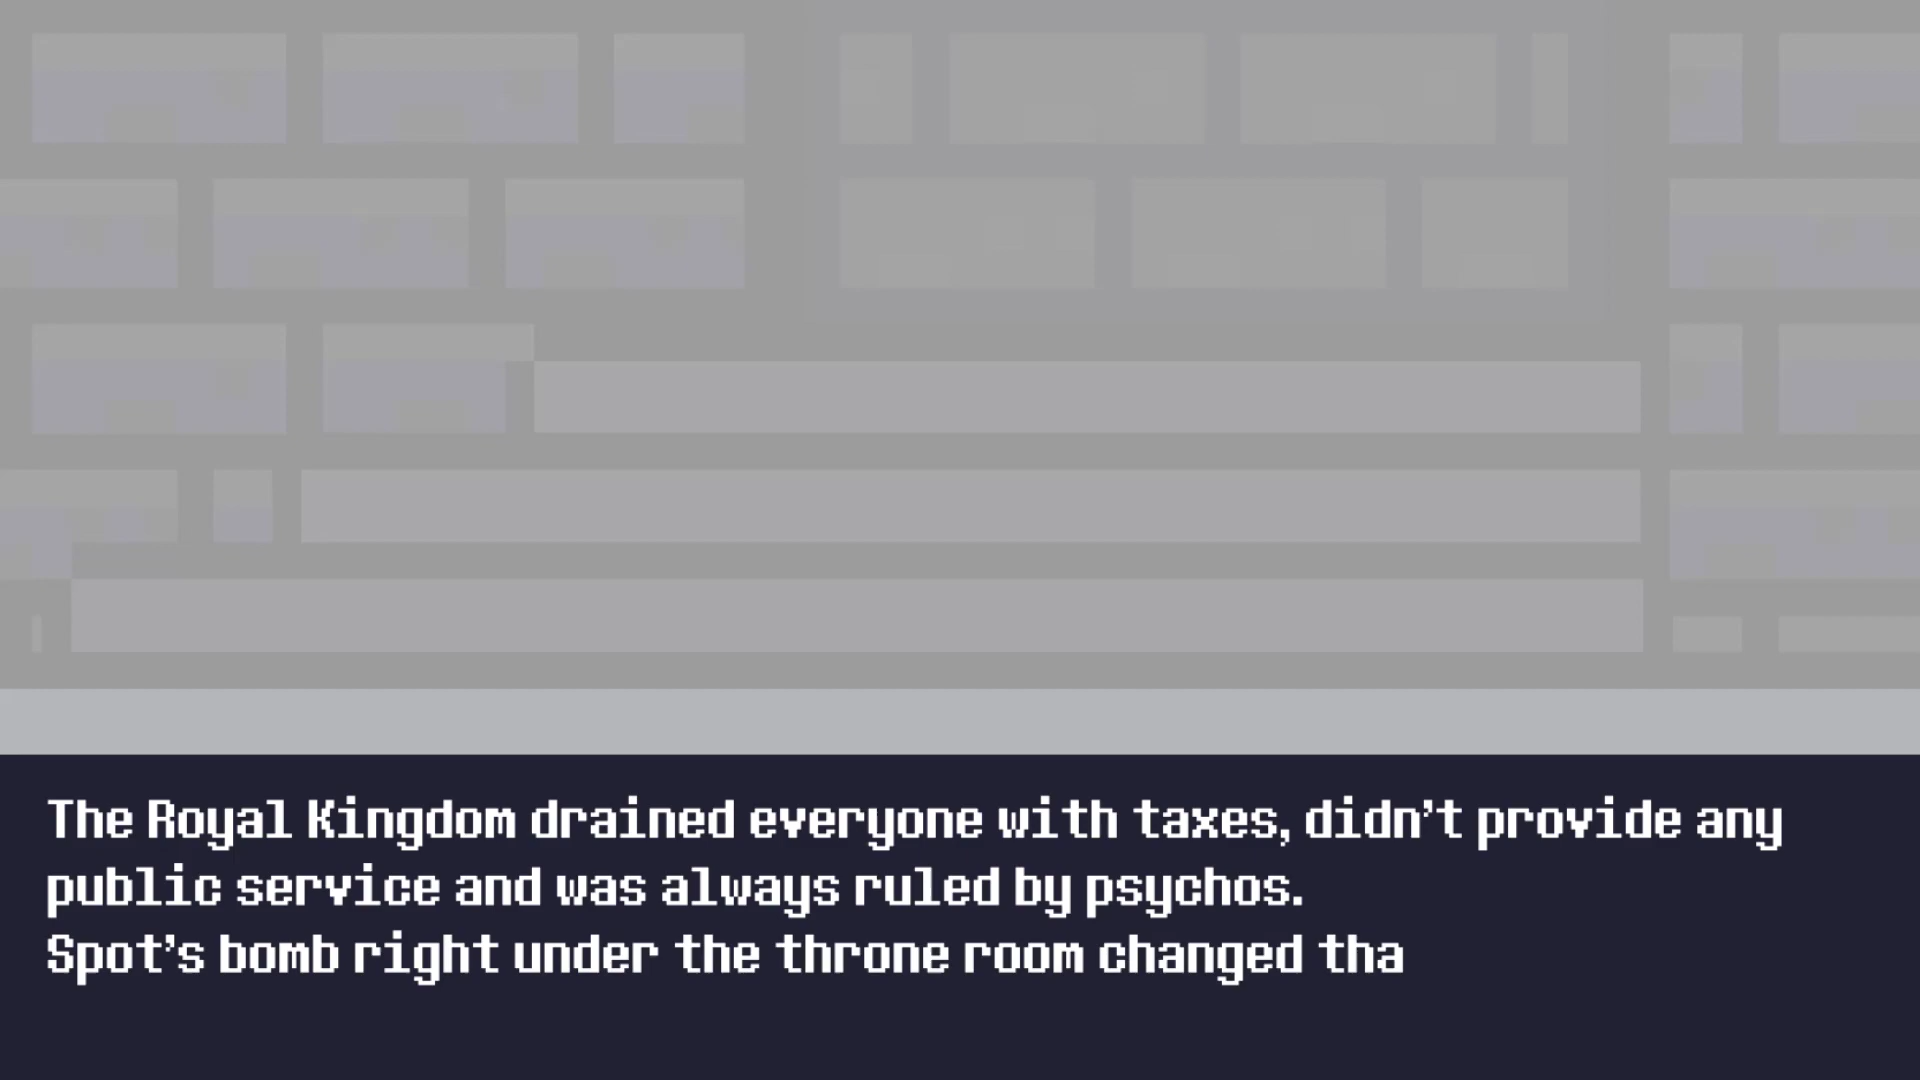 The Royal Kingdom drained everyone with taxes, didn't provide any
public service and was always ruled by psychos.
Spot's bomb right under the throne room changed tha